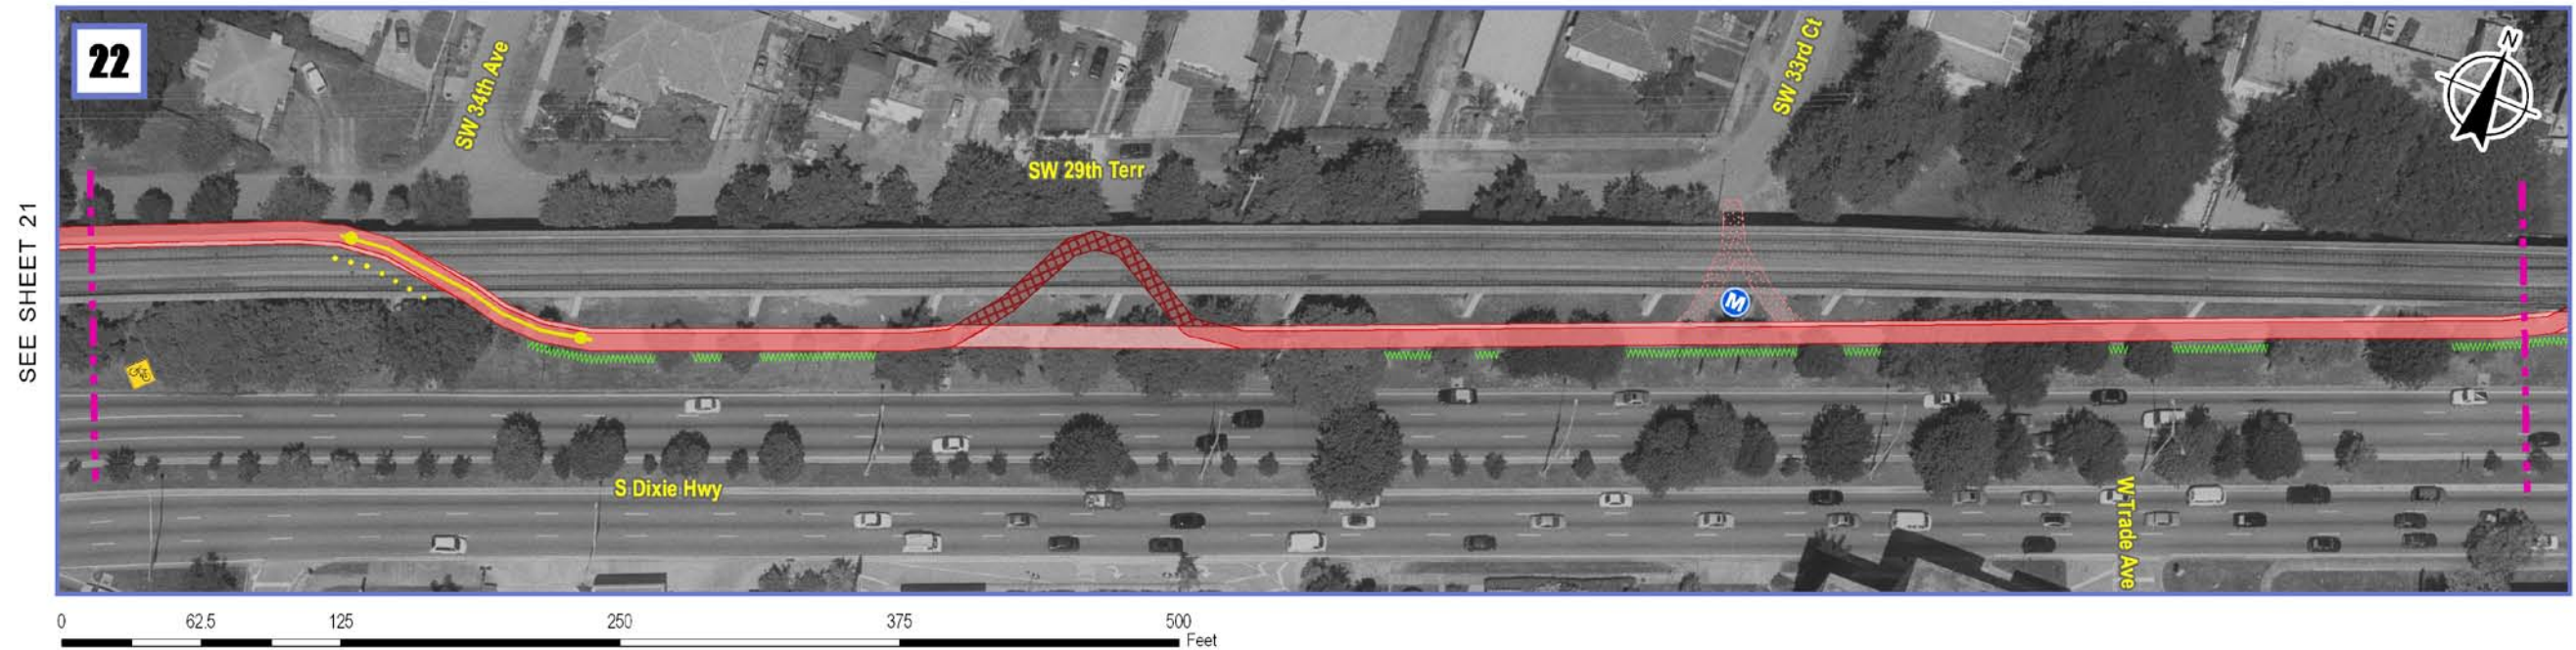 22
N
SW 34th Ave
SW 33rd Ct
SW 29th Terr
SEE SHEET 21
M
S Dixie Hwy
W Trade Ave
0 62.5 125 250 375 500
Feet